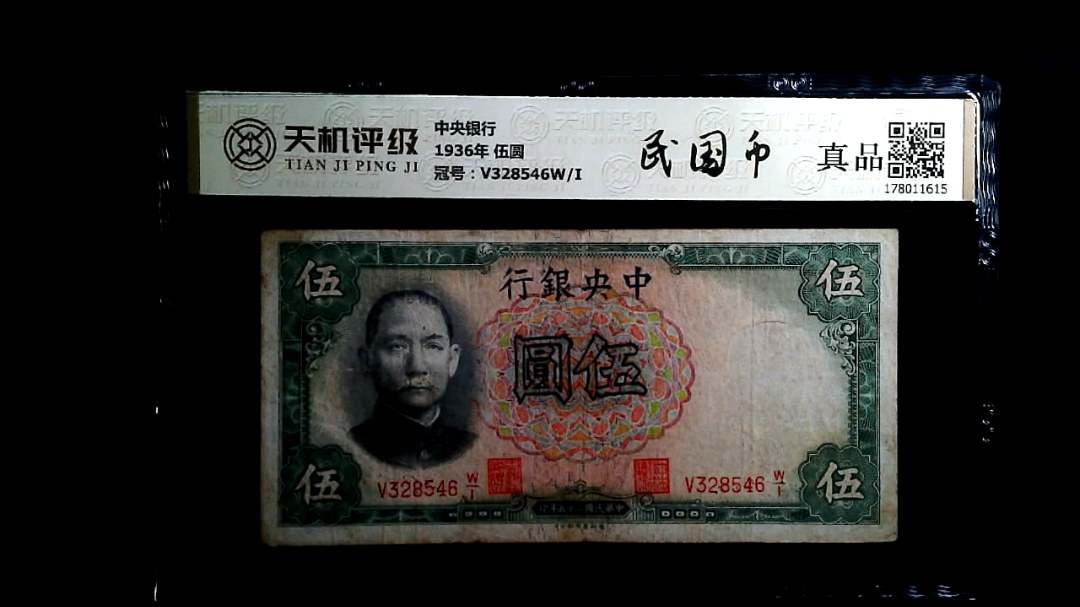 天机评级
TIAN JI PING JI
中央银行
1936年 伍圆
冠号：V328546W/I
民国币
真品
178011615
伍 行銀央中 伍
圓伍
伍 V328546 W/I V328546 W/I 伍